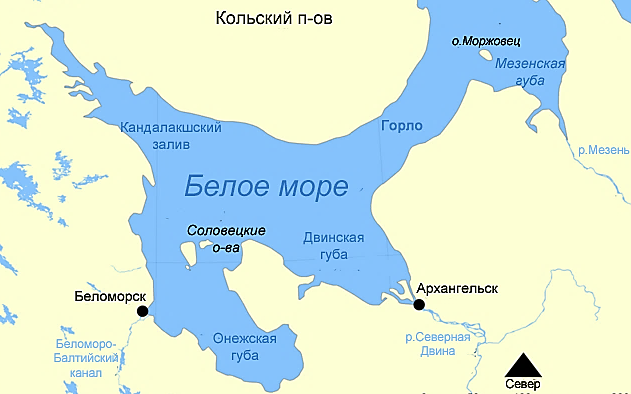 Кольский п-ов
о.Моржовец
Мезенская
губа
Кандалакшский
залив
Горло
р.Мезень
Белое море
Соловецкие
о-ва
Двинская
губа
Беломорск
Архангельск
Беломоро-
Балтийский
канал
Онежская
губа
р.Северная
Двина
Север